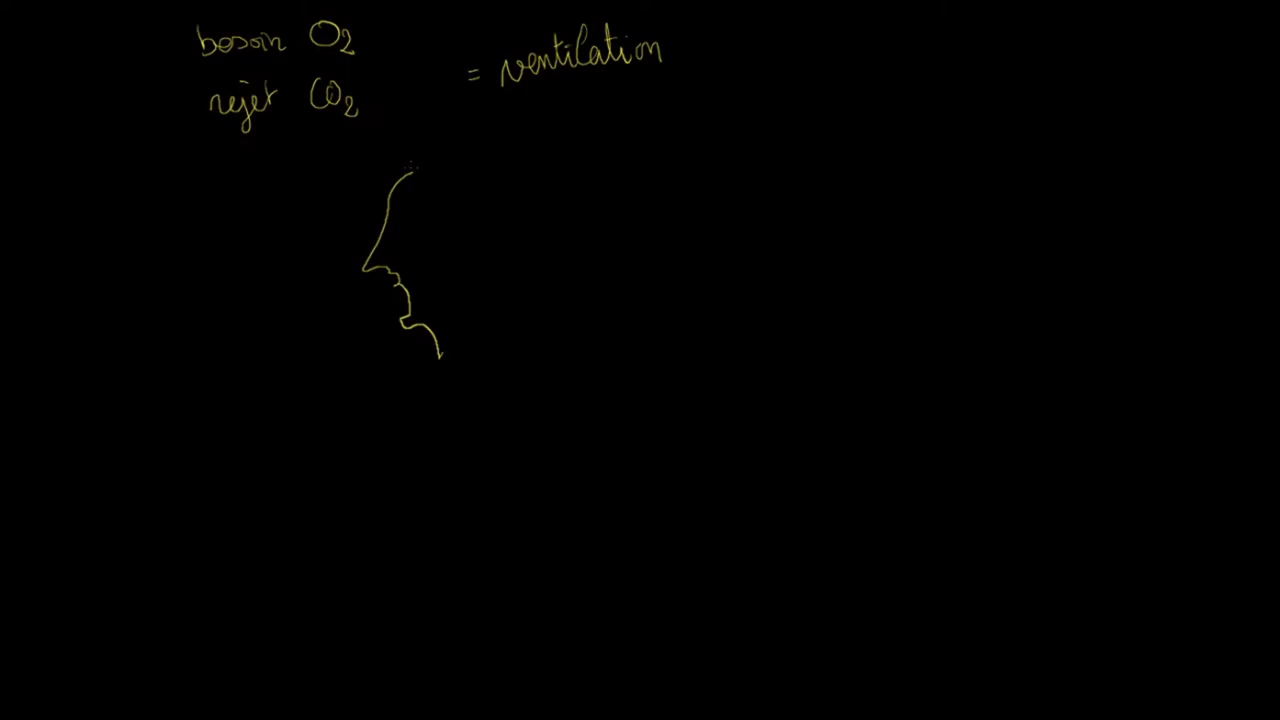 besoin O2
= ventilation
rejet CO2